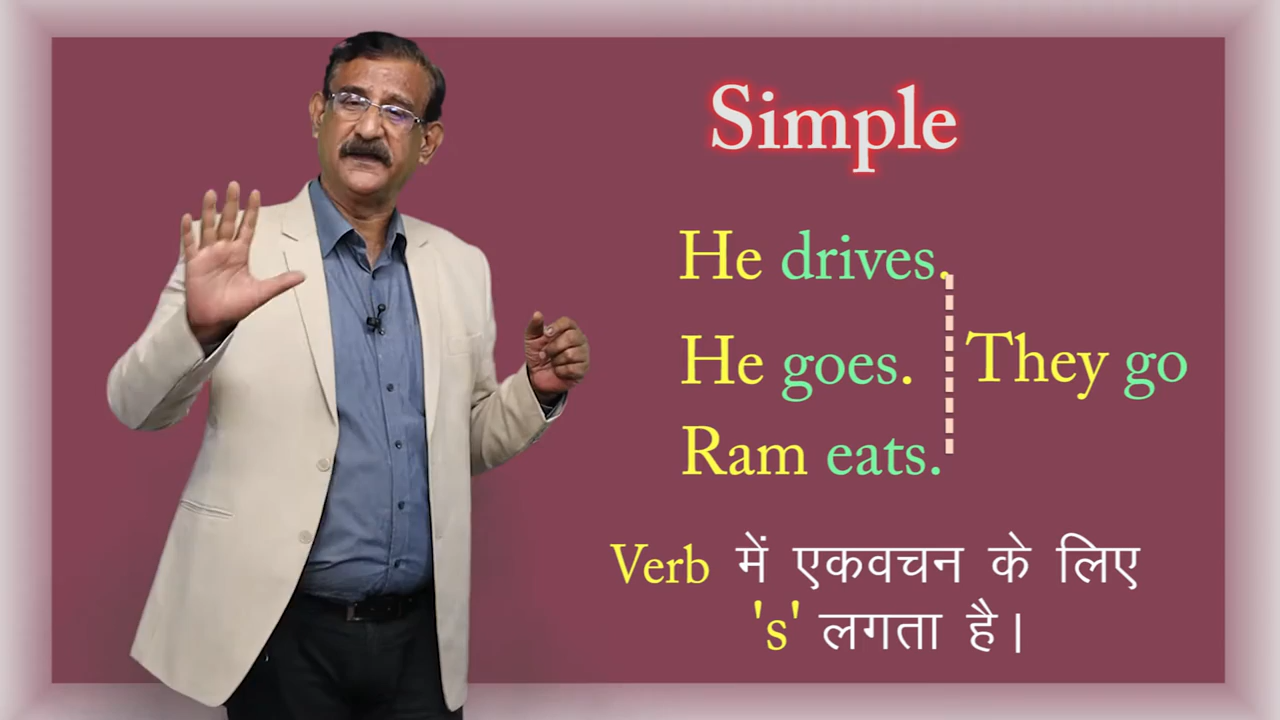 Simple
He drives.
He goes. They go
Ram eats.
Verb में एकवचन के लिए
's' लगता है।